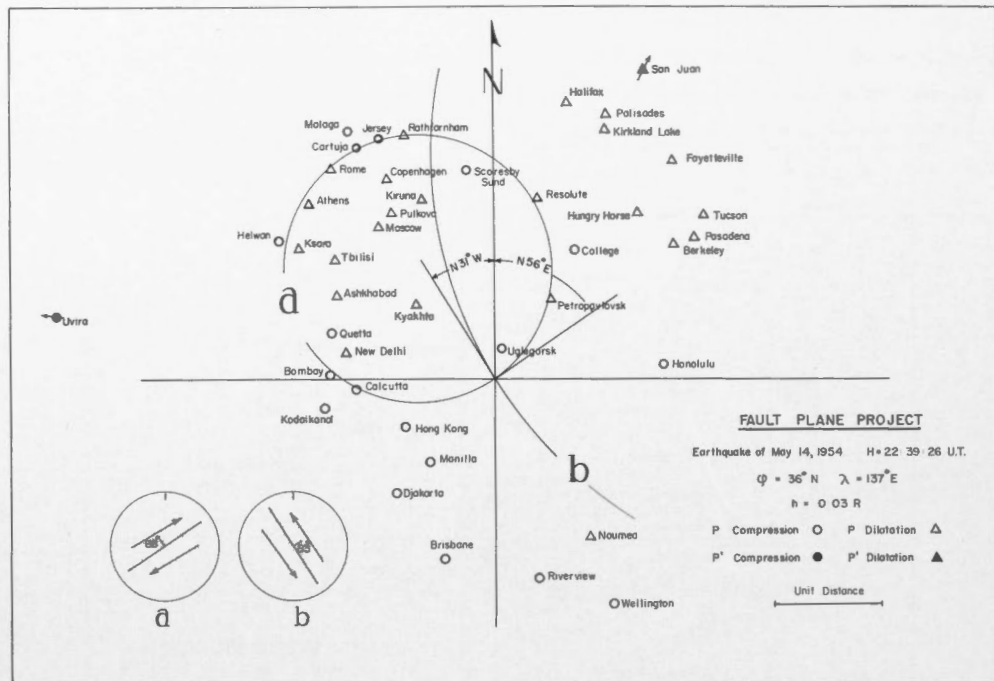 N
San Juan
Halifax
Palisades
Kirkland Lake
Malaga
Jersey
Rathfarnham
Cartuja
Fayetteville
Rome
Copenhagen
Scoresby
Sund
Kiruna
Resolute
Athens
Pulkovo
Hungry Horse
Tucson
Moscow
Helwan
Pasadena
Ksara
College
Berkeley
Tbilisi
N31°W
N56°E
a
Ashkhabad
Kyakhta
Petropavlovsk
Uvira
Quetta
Uglegorsk
New Delhi
Honolulu
Bombay
Calcutta
Kodaikanal
Hong Kong
Manilla
b
Djakarta
Noumea
Brisbane
Riverview
Wellington
FAULT PLANE PROJECT
Earthquake of May 14, 1954 H=22 39 26 U.T.
φ = 36° N λ = 137° E
h = 0 03 R
P Compression P Dilatation
P' Compression P' Dilatation
Unit Distance
a
b